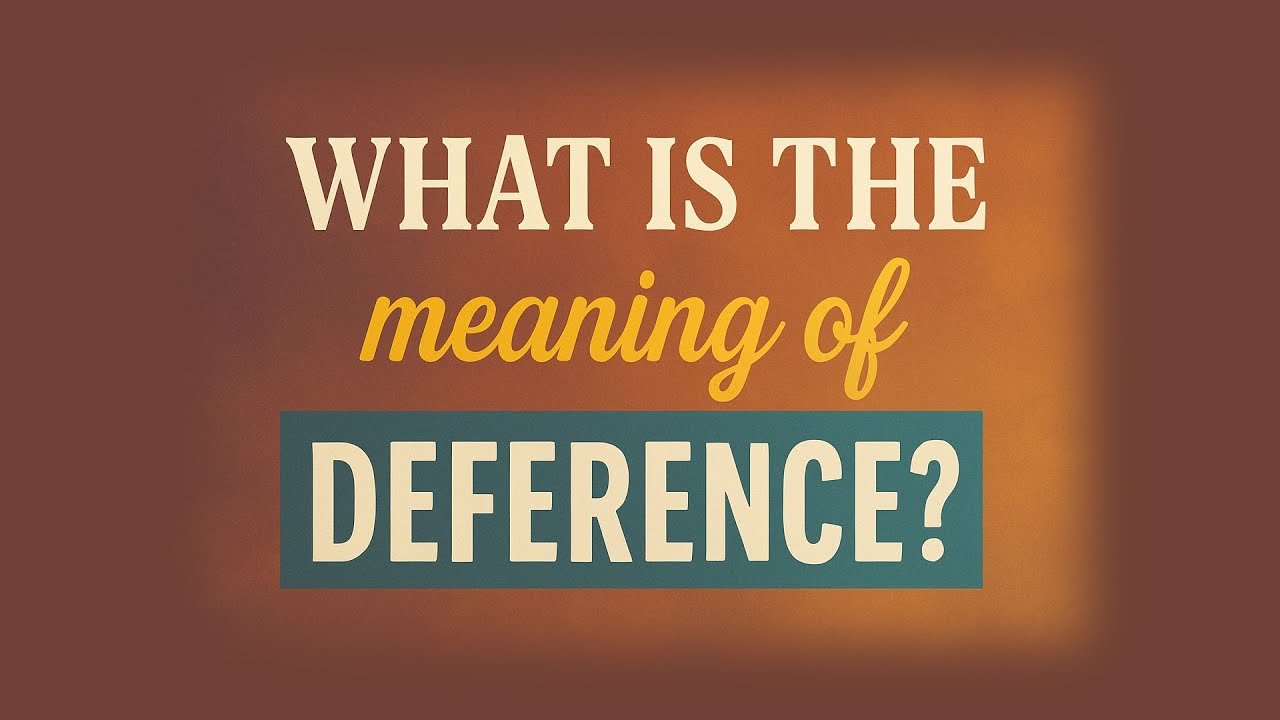 WHAT IS THE
meaning of
DEFERENCE?